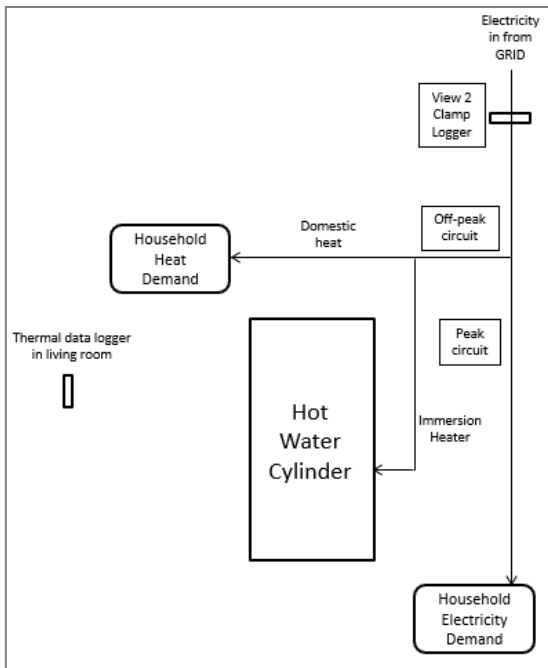 Electricity
in from
GRID
View 2
Clamp
Logger
Off-peak
circuit
Domestic
heat
Household
Heat
Demand
Thermal data logger
in living room
Peak
circuit
Hot
Water
Cylinder
Immersion
Heater
Household
Electricity
Demand